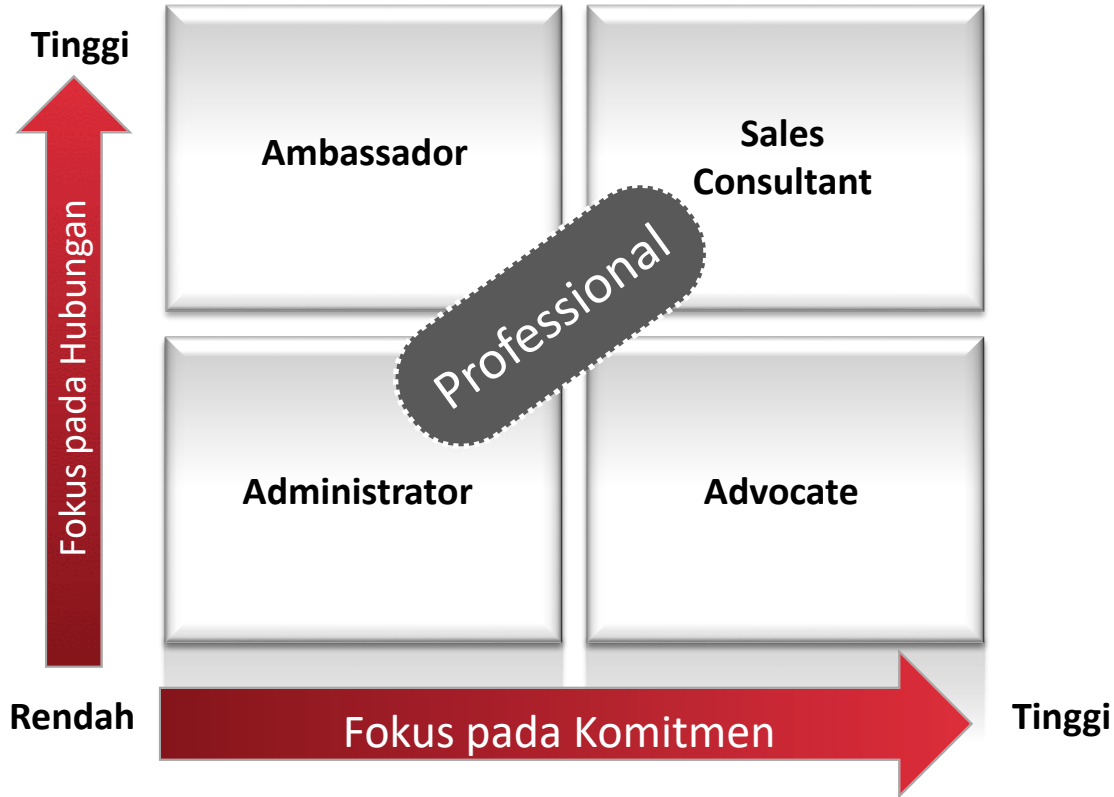 Tinggi
Fokus pada Hubungan
Ambassador
Sales
Consultant
Professional
Administrator
Advocate
Rendah
Fokus pada Komitmen
Tinggi